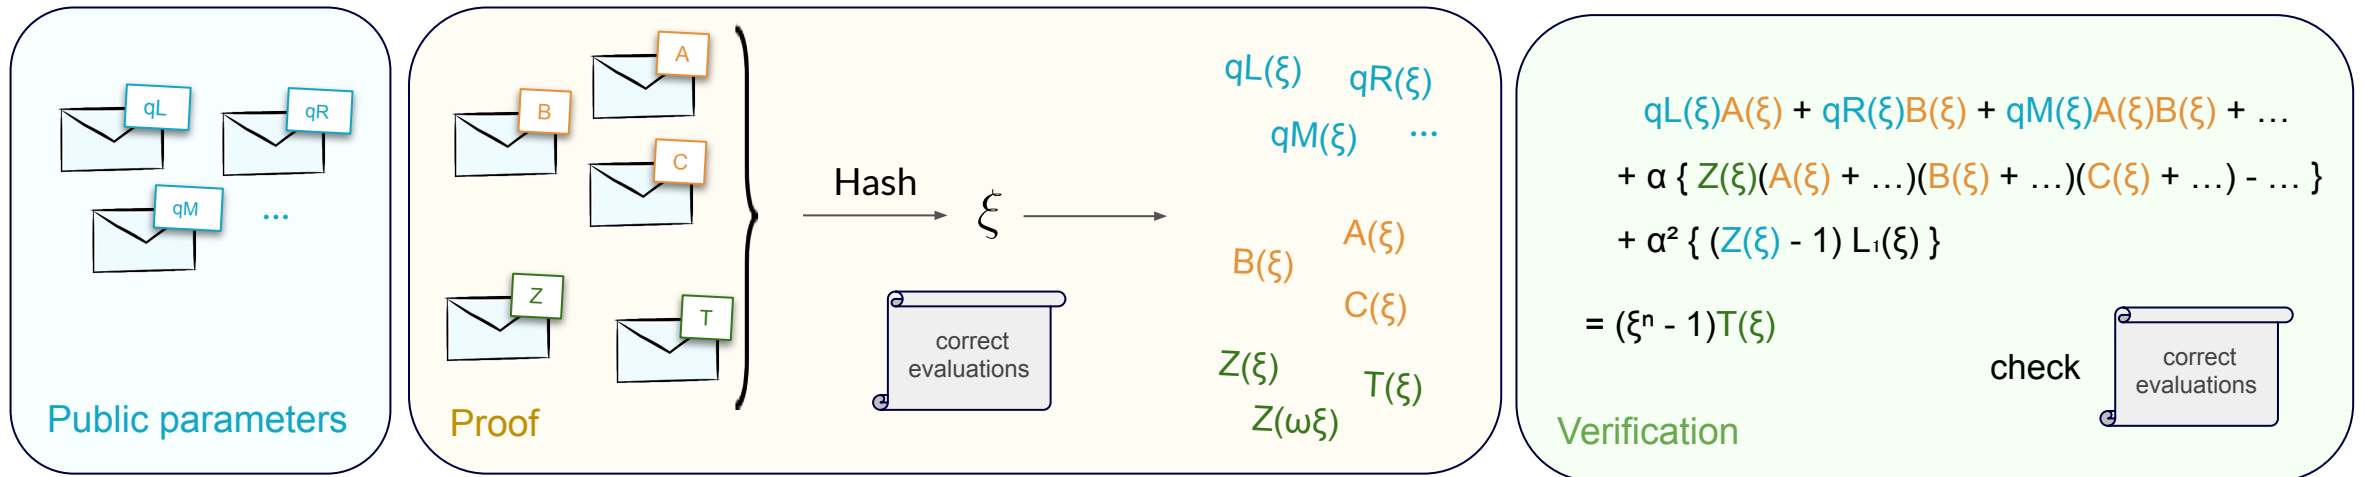 qL
qR
qM
...
Public parameters
A
B
C
Z
T
Proof
Hash
ξ
correct
evaluations
qL(ξ)
qR(ξ)
qM(ξ)
...
A(ξ)
B(ξ)
C(ξ)
Z(ξ)
T(ξ)
Z(ωξ)
qL(ξ)A(ξ) + qR(ξ)B(ξ) + qM(ξ)A(ξ)B(ξ) + …
+ α { Z(ξ)(A(ξ) + …)(B(ξ) + …)(C(ξ) + …) - … }
+ α² { (Z(ξ) - 1) L₁(ξ) }
= (ξⁿ - 1)T(ξ)
check
correct
evaluations
Verification